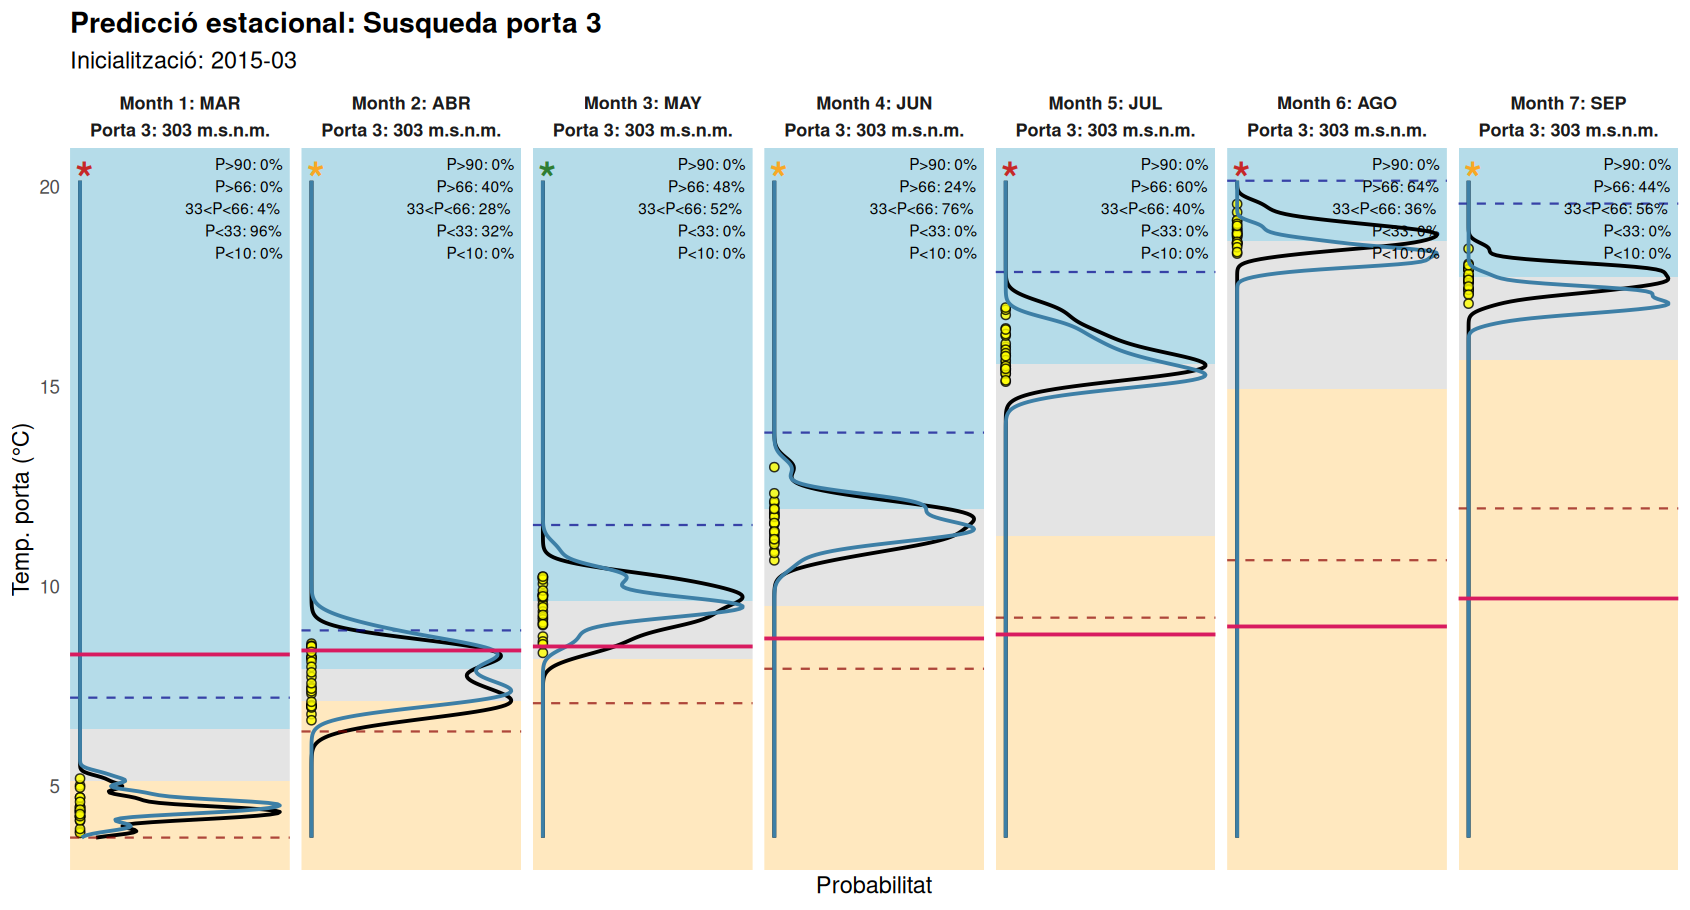 Predicció estacional: Susqueda porta 3
Inicialització: 2015-03
Month 1: MAR
Porta 3: 303 m.s.n.m.
*
P>90: 0%
P>66: 0%
33<P<66: 4%
P<33: 96%
P<10: 0%
Month 2: ABR
Porta 3: 303 m.s.n.m.
*
P>90: 0%
P>66: 40%
33<P<66: 28%
P<33: 32%
P<10: 0%
Month 3: MAY
Porta 3: 303 m.s.n.m.
*
P>90: 0%
P>66: 48%
33<P<66: 52%
P<33: 0%
P<10: 0%
Month 4: JUN
Porta 3: 303 m.s.n.m.
*
P>90: 0%
P>66: 24%
33<P<66: 76%
P<33: 0%
P<10: 0%
Month 5: JUL
Porta 3: 303 m.s.n.m.
*
P>90: 0%
P>66: 60%
33<P<66: 40%
P<33: 0%
P<10: 0%
Month 6: AGO
Porta 3: 303 m.s.n.m.
*
P>90: 0%
P>66: 64%
33<P<66: 36%
P<33: 0%
P<10: 0%
Month 7: SEP
Porta 3: 303 m.s.n.m.
*
P>90: 0%
P>66: 44%
33<P<66: 56%
P<33: 0%
P<10: 0%
20
15
10
5
Temp. porta (°C)
Probabilitat